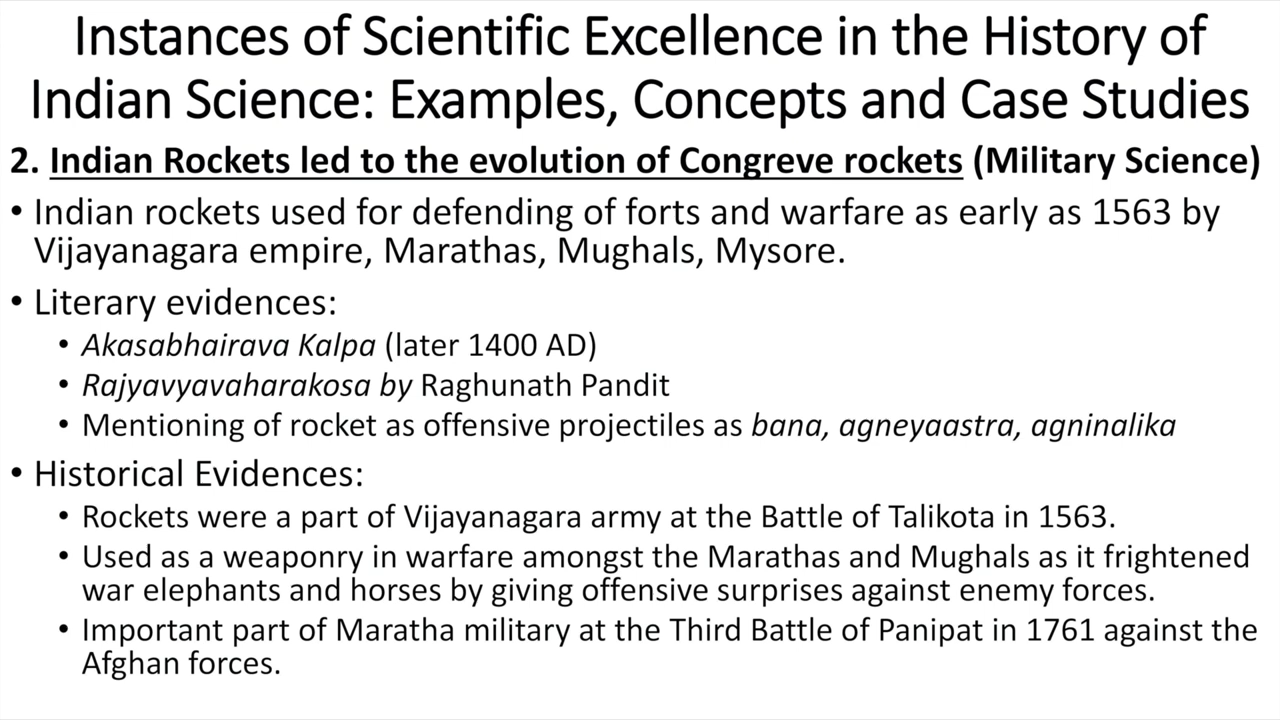 Instances of Scientific Excellence in the History of
Indian Science: Examples, Concepts and Case Studies
2. Indian Rockets led to the evolution of Congreve rockets (Military Science)
• Indian rockets used for defending of forts and warfare as early as 1563 by
Vijayanagara empire, Marathas, Mughals, Mysore.
• Literary evidences:
• Akasabhairava Kalpa (later 1400 AD)
• Rajyavyavaharakosa by Raghunath Pandit
• Mentioning of rocket as offensive projectiles as bana, agneyaastra, agninalika
• Historical Evidences:
• Rockets were a part of Vijayanagara army at the Battle of Talikota in 1563.
• Used as a weaponry in warfare amongst the Marathas and Mughals as it frightened
war elephants and horses by giving offensive surprises against enemy forces.
• Important part of Maratha military at the Third Battle of Panipat in 1761 against the
Afghan forces.